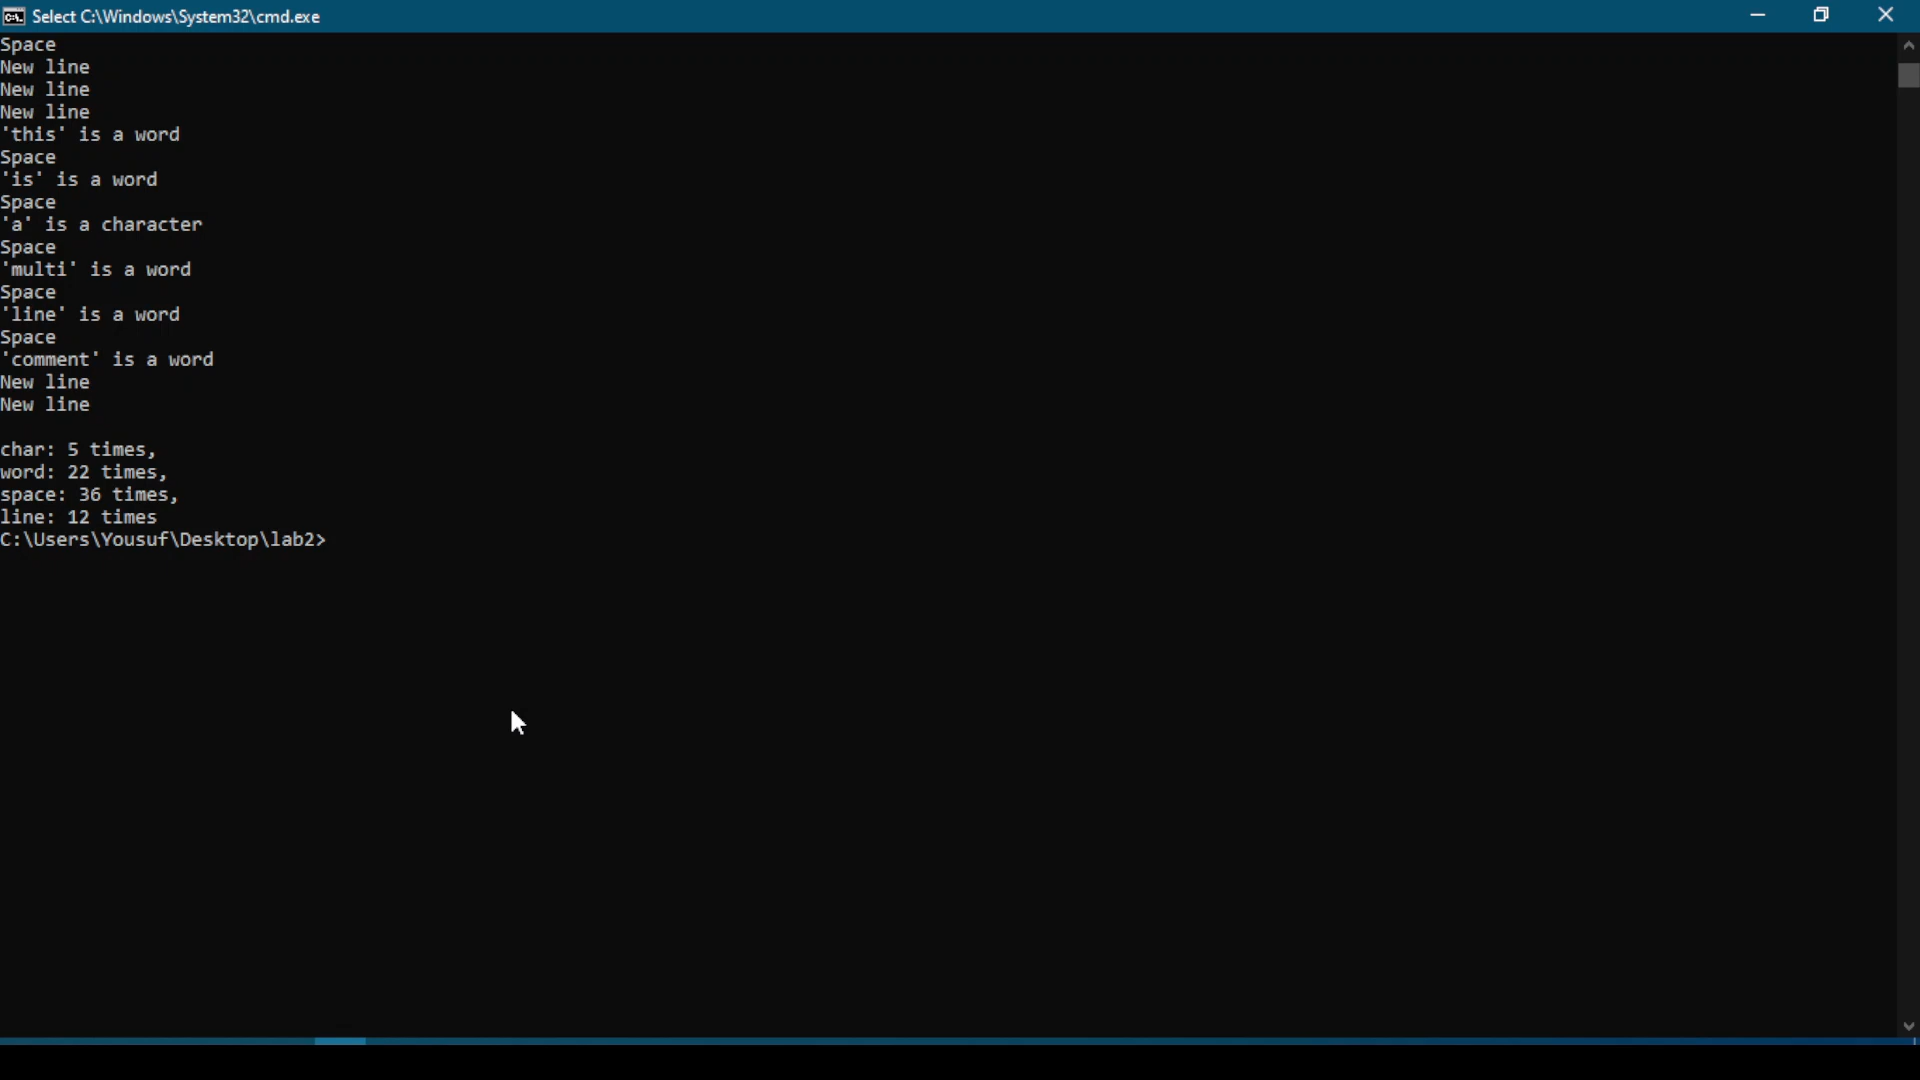 Select C:\Windows\System32\cmd.exe
Space
New line
New line
New line
'this' is a word
Space
'is' is a word
Space
'a' is a character
Space
'multi' is a word
Space
'line' is a word
Space
'comment' is a word
New line
New line
char: 5 times,
word: 22 times,
space: 36 times,
line: 12 times
C:\Users\Yousuf\Desktop\lab2>